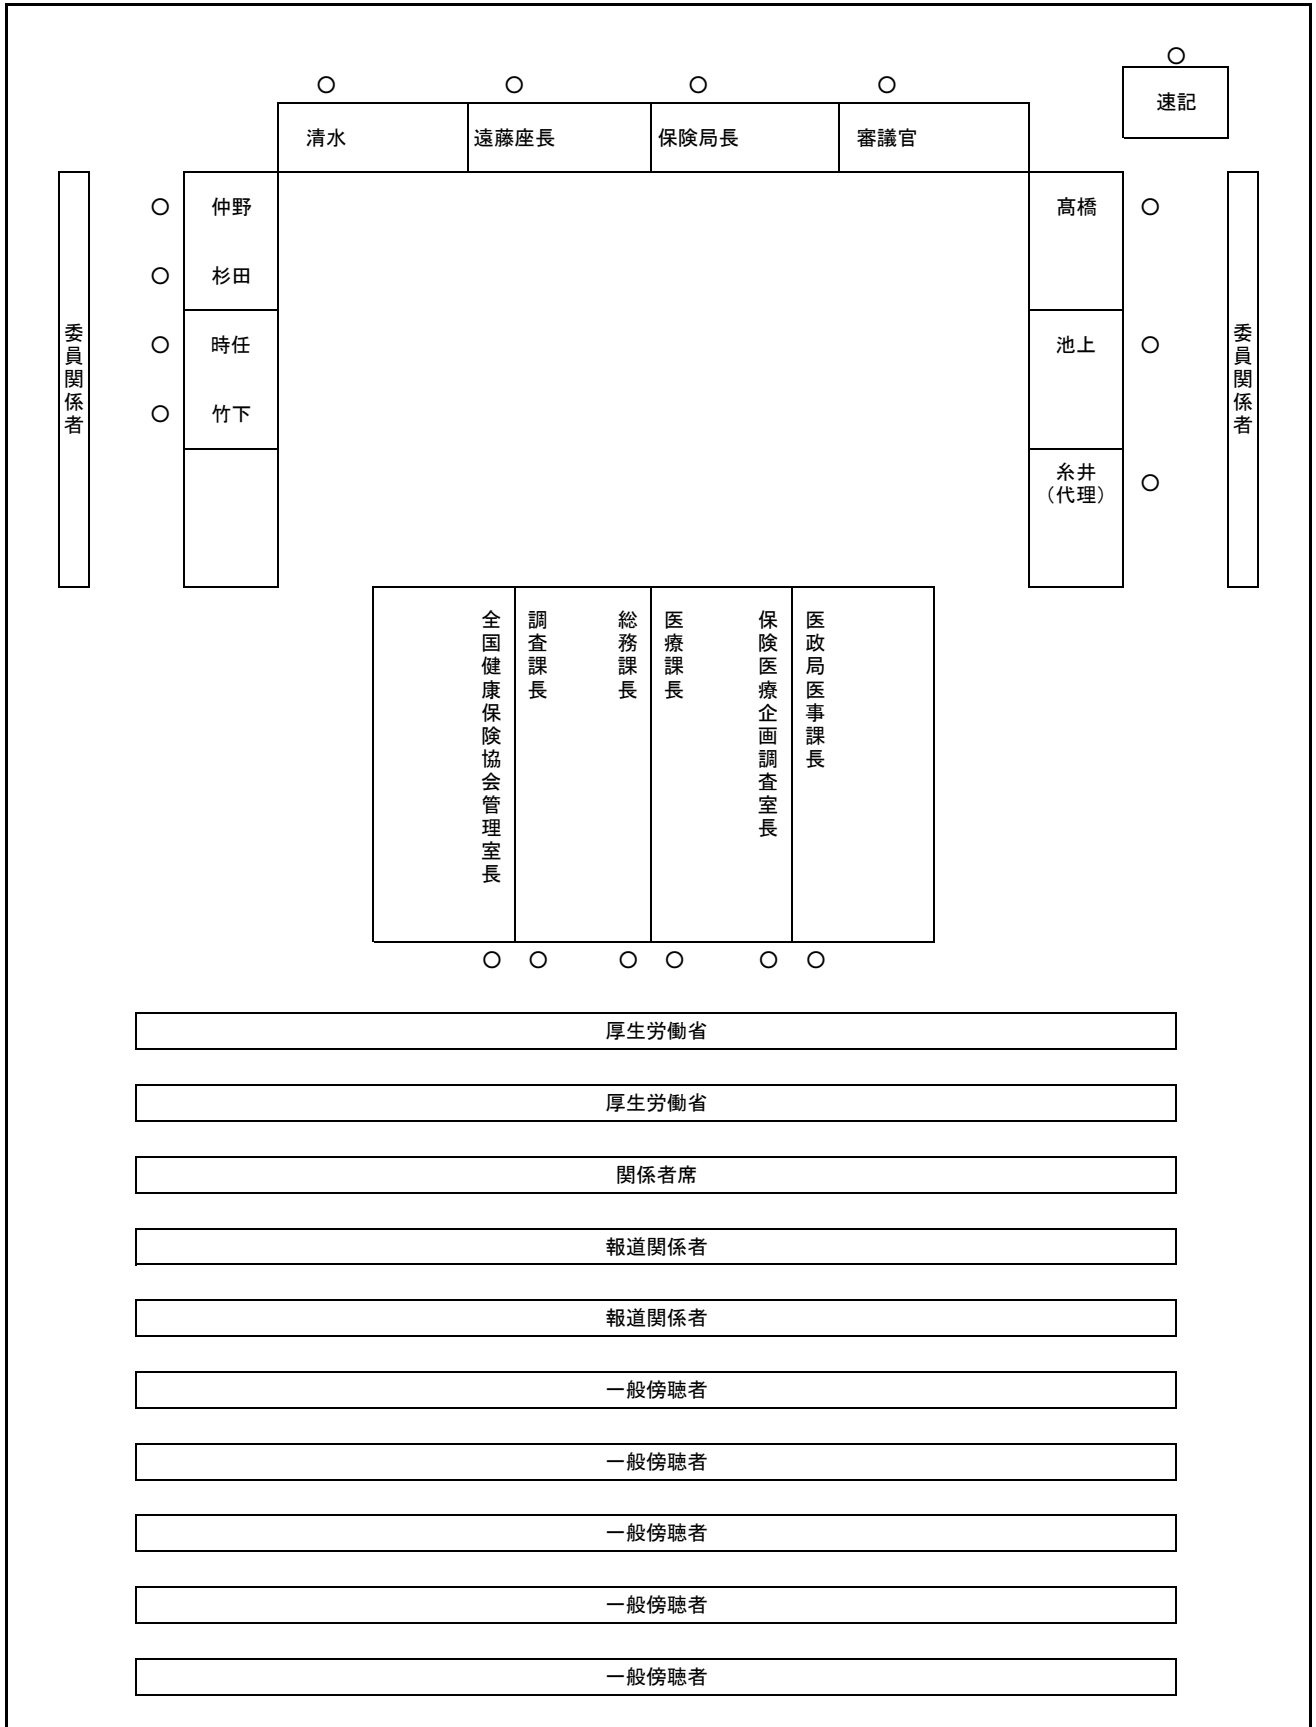 速記
清水
遠藤座長
保険局長
審議官
仲野
杉田
時任
竹下
髙橋
池上
糸井
（代理）
委員関係者
委員関係者
全国健康保険協会管理室長
調査課長
総務課長
医療課長
保険医療企画調査室長
医政局医事課長
厚生労働省
厚生労働省
関係者席
報道関係者
報道関係者
一般傍聴者
一般傍聴者
一般傍聴者
一般傍聴者
一般傍聴者